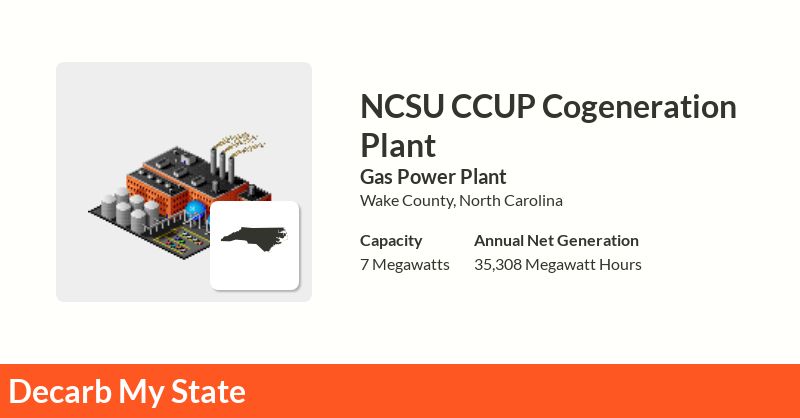 NCSU CCUP Cogeneration
Plant
Gas Power Plant
Wake County, North Carolina
Capacity
7 Megawatts
Annual Net Generation
35,308 Megawatt Hours
Decarb My State